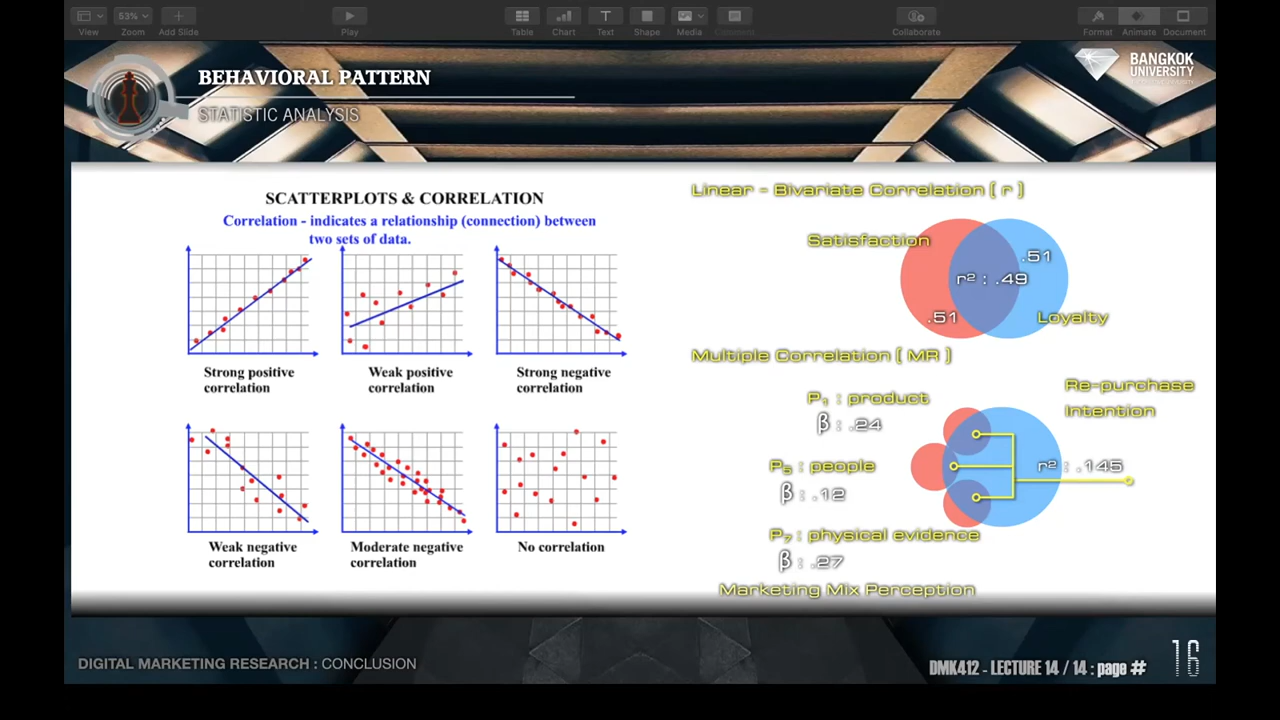 View
53%
Zoom
Add Slide
Play
Table
Chart
Text
Shape
Media
Comment
Collaborate
Format
Animate
Document
BEHAVIORAL PATTERN
STATISTIC ANALYSIS
BANGKOK
UNIVERSITY
SCATTERPLOTS & CORRELATION
Correlation - indicates a relationship (connection) between
two sets of data.
Strong positive
correlation
Weak positive
correlation
Strong negative
correlation
Weak negative
correlation
Moderate negative
correlation
No correlation
Linear - Bivariate Correlation ( r )
Satisfaction
.51
r² : .49
.51
Loyalty
Multiple Correlation ( MR )
Re-purchase
Intention
P₁ : product
β : .24
P₅ : people
β : .12
r² : .145
P₇ : physical evidence
β : .27
Marketing Mix Perception
DIGITAL MARKETING RESEARCH : CONCLUSION
DMK412 - LECTURE 14 / 14 : page #
16